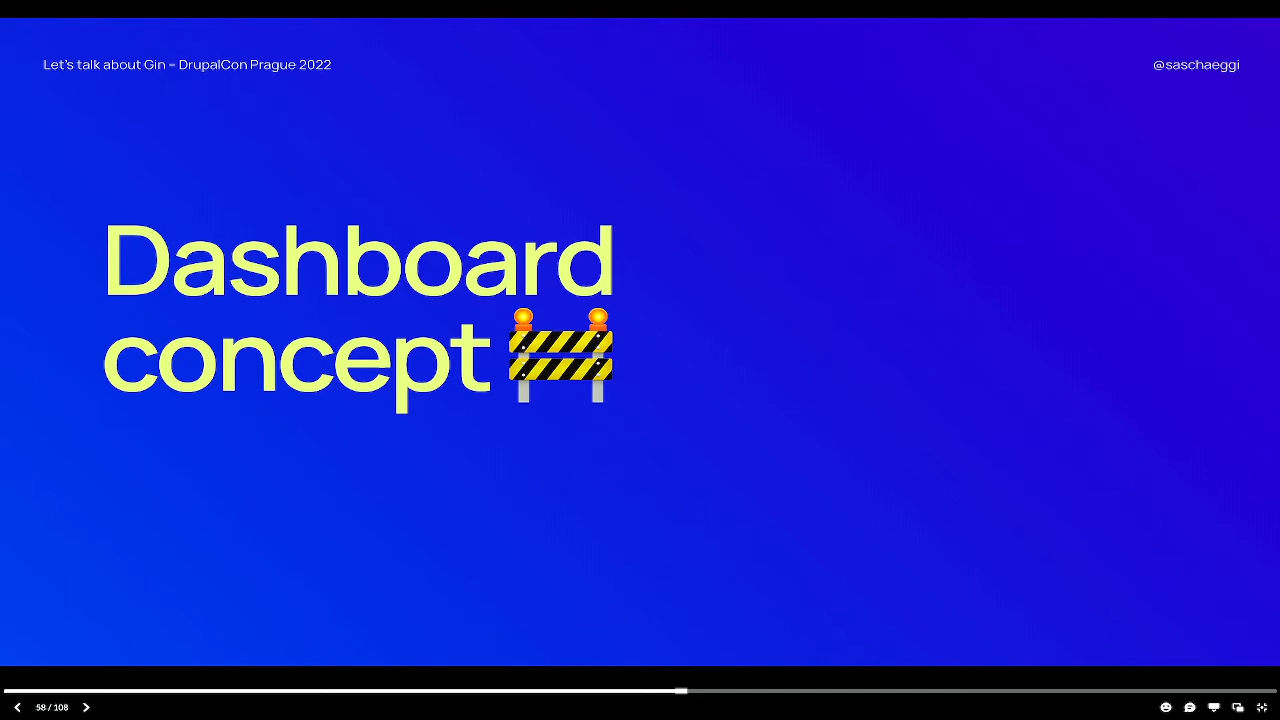 Let's talk about Gin – DrupalCon Prague 2022
@saschaeggi
Dashboard
concept
58 / 108